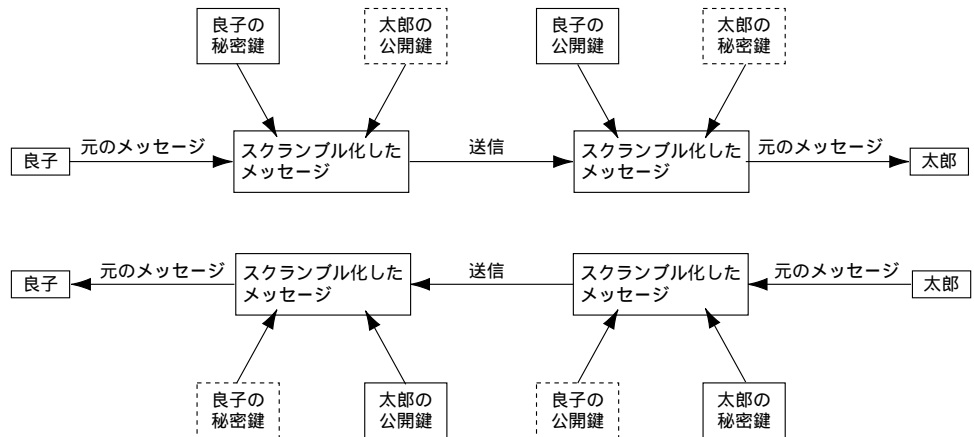 良子の
秘密鍵
太郎の
公開鍵
良子の
公開鍵
太郎の
秘密鍵
良子
元のメッセージ
スクランブル化した
メッセージ
送信
スクランブル化した
メッセージ
元のメッセージ
太郎
良子
元のメッセージ
スクランブル化した
メッセージ
送信
スクランブル化した
メッセージ
元のメッセージ
太郎
良子の
秘密鍵
太郎の
公開鍵
良子の
公開鍵
太郎の
秘密鍵